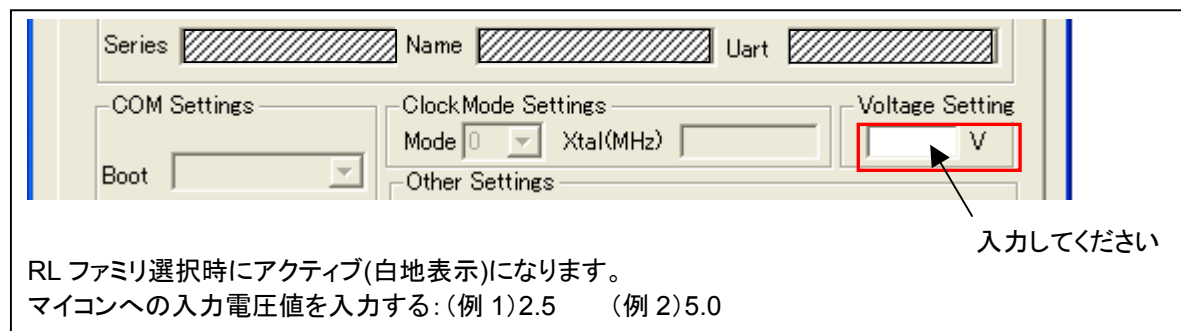 Series Name Uart
COM Settings ClockMode Settings Voltage Setting
Mode 0 Xtal(MHz) V
Boot Other Settings
入力してください
RL ファミリ選択時にアクティブ(白地表示)になります。
マイコンへの入力電圧値を入力する:(例 1)2.5 (例 2)5.0